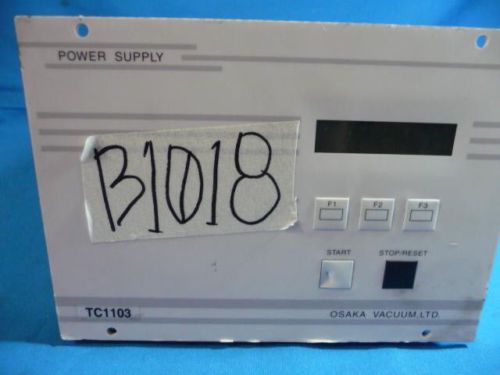 POWER SUPPLY
B1018
F1 F2 F3
START STOP/RESET
TC1103 OSAKA VACUUM,LTD.